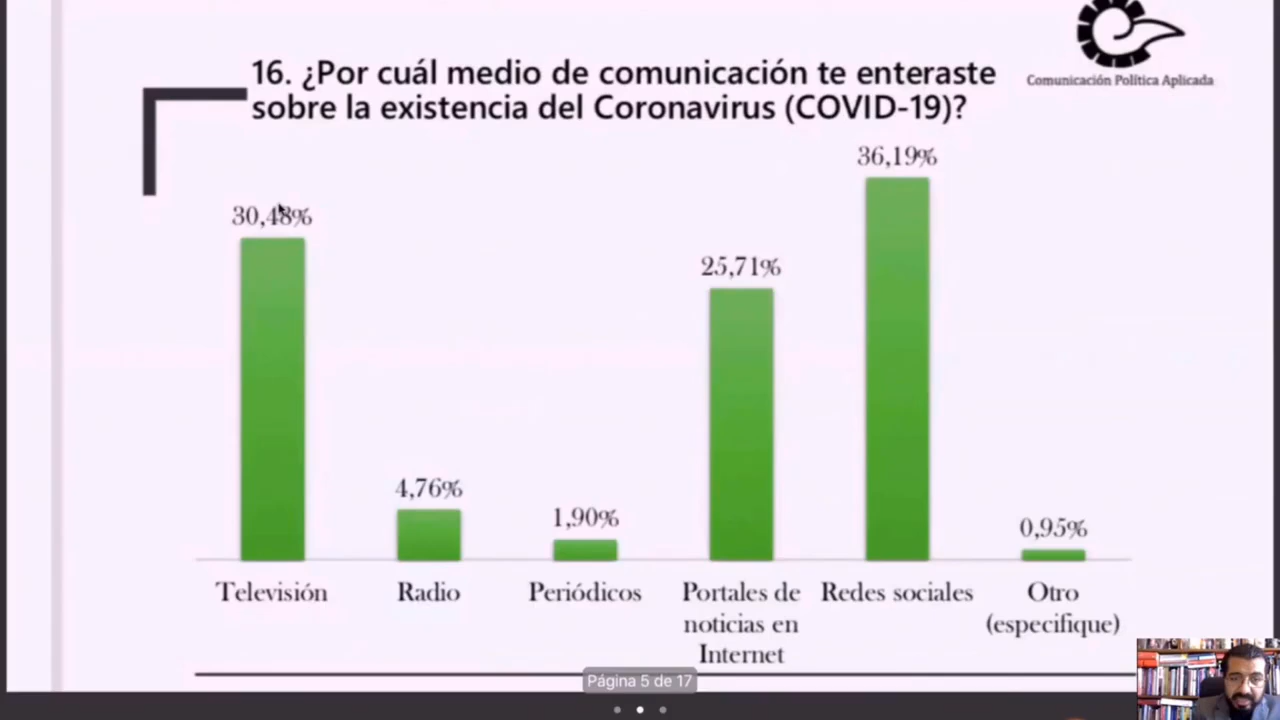 16. ¿Por cuál medio de comunicación te enteraste
sobre la existencia del Coronavirus (COVID-19)?
Comunicación Política Aplicada
36,19%
30,48%
25,71%
4,76%
1,90%
0,95%
Televisión
Radio
Periódicos
Portales de
noticias en
Internet
Redes sociales
Otro
(especifique)
Página 5 de 17